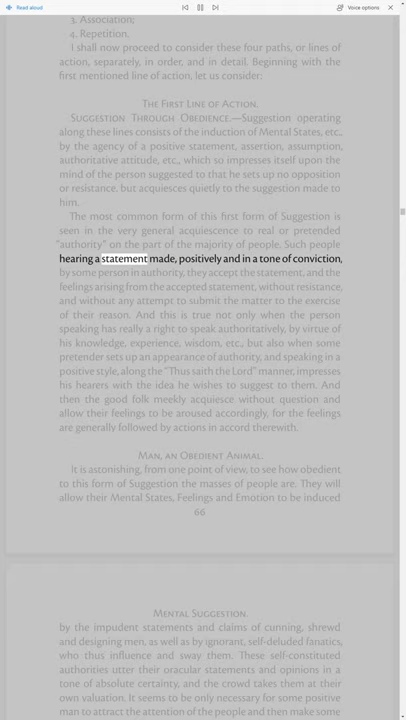 Read aloud
Voice options
3. Association;
4. Repetition.
I shall now proceed to consider these four paths, or lines of
action, separately, in order, and in detail. Beginning with the
first mentioned line of action, let us consider:
The First Line of Action.
Suggestion Through Obedience.—Suggestion operating
along these lines consists of the induction of Mental States, etc.,
by the agency of a positive statement, assertion, assumption,
authoritative attitude, etc., which so impresses itself upon the
mind of the person suggested to that he sets up no opposition
or resistance, but acquiesces quietly to the suggestion made to
him.
The most common form of this first form of Suggestion is
seen in the very general acquiescence to real or pretended
“authority” on the part of the majority of people. Such people
hearing a statement made, positively and in a tone of conviction,
by some person in authority, they accept the statement, and the
feelings arising from the accepted statement, without resistance,
and without any attempt to submit the matter to the exercise
of their reason. And this is true not only when the person
speaking has really a right to speak authoritatively, by virtue of
his knowledge, experience, wisdom, etc., but also when some
pretender sets up an appearance of authority, and speaking in a
positive style, along the “Thus saith the Lord” manner, impresses
his hearers with the idea he wishes to suggest to them. And
then the good folk meekly acquiesce without question and
allow their feelings to be aroused accordingly, for the feelings
are generally followed by actions in accord therewith.
Man, an Obedient Animal.
It is astonishing, from one point of view, to see how obedient
to this form of Suggestion the masses of people are. They will
allow their Mental States, Feelings and Emotion to be induced
66
Mental Suggestion.
by the impudent statements and claims of cunning, shrewd
and designing men, as well as by ignorant, self-deluded fanatics,
who thus influence and sway them. These self-constituted
authorities utter their oracular statements and opinions in a
tone of absolute certainty, and the crowd takes them at their
own valuation. It seems to be only necessary for some positive
man to attract the attention of the people and then make some